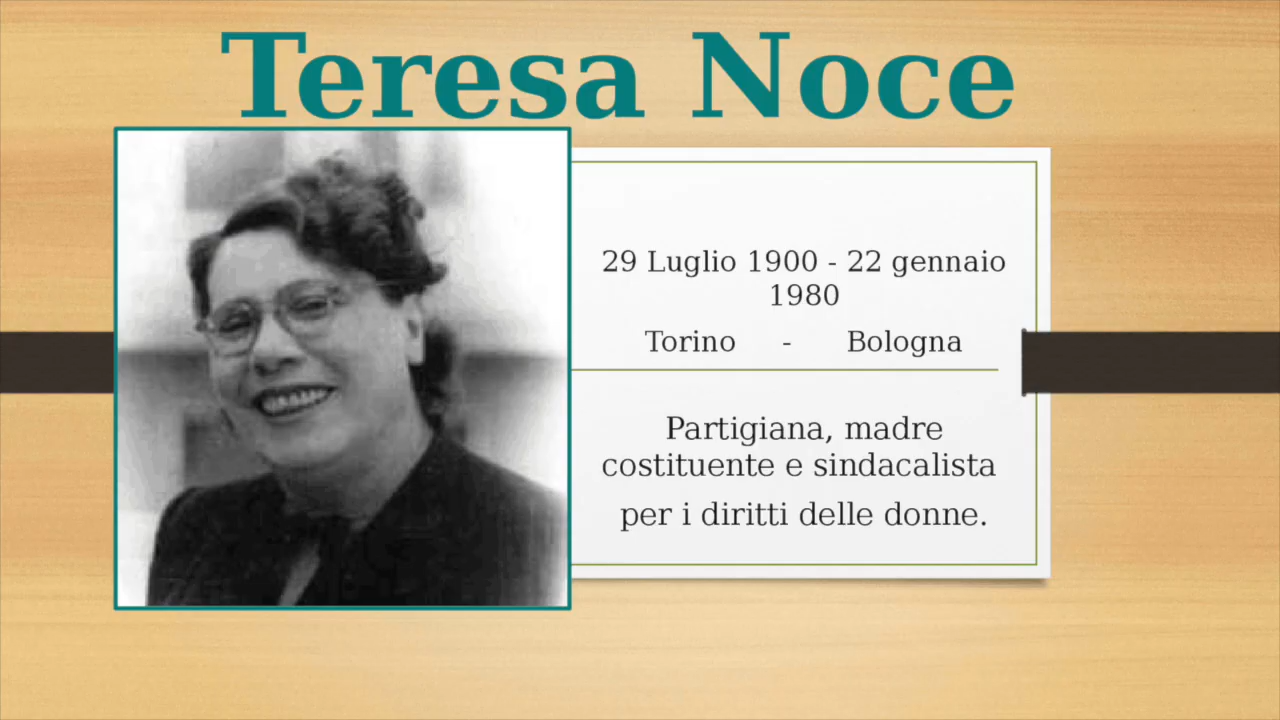 Teresa Noce
29 Luglio 1900 - 22 gennaio
1980
Torino - Bologna
Partigiana, madre
costituente e sindacalista
per i diritti delle donne.